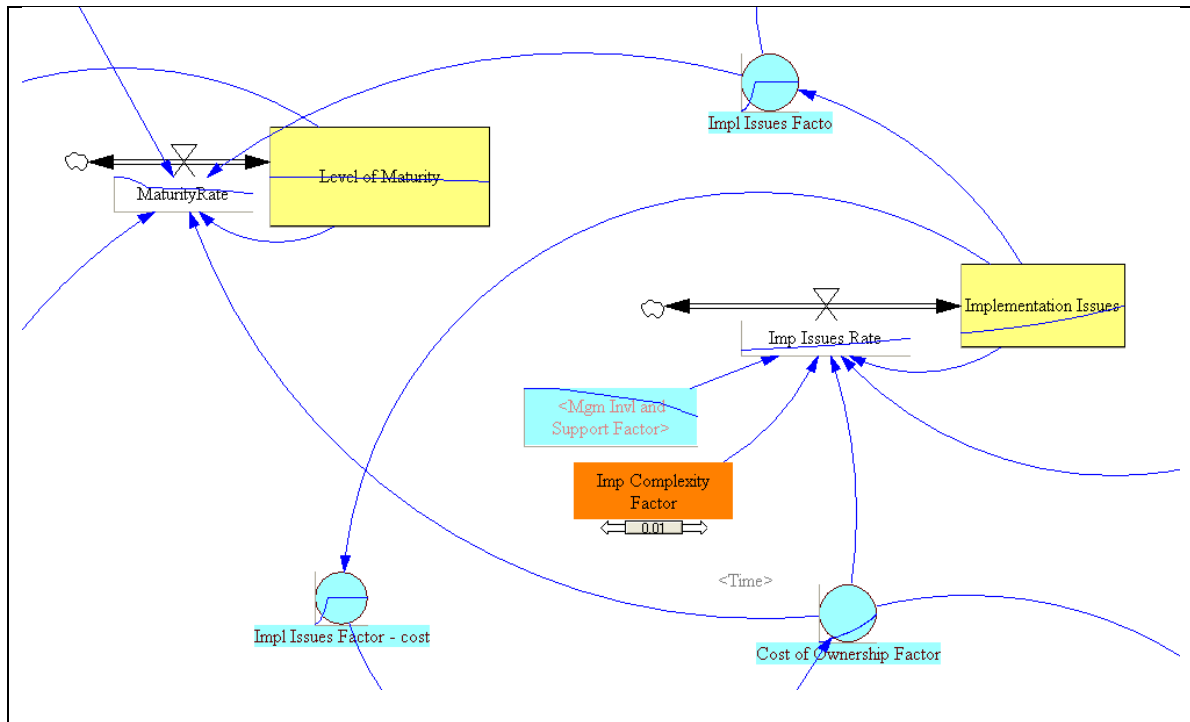 Impl Issues Facto
Level of Maturity
MaturityRate
Implementation Issues
Imp Issues Rate
<Mgm Invl and
Support Factor>
Imp Complexity
Factor
0.01
<Time>
Impl Issues Factor - cost
Cost of Ownership Factor